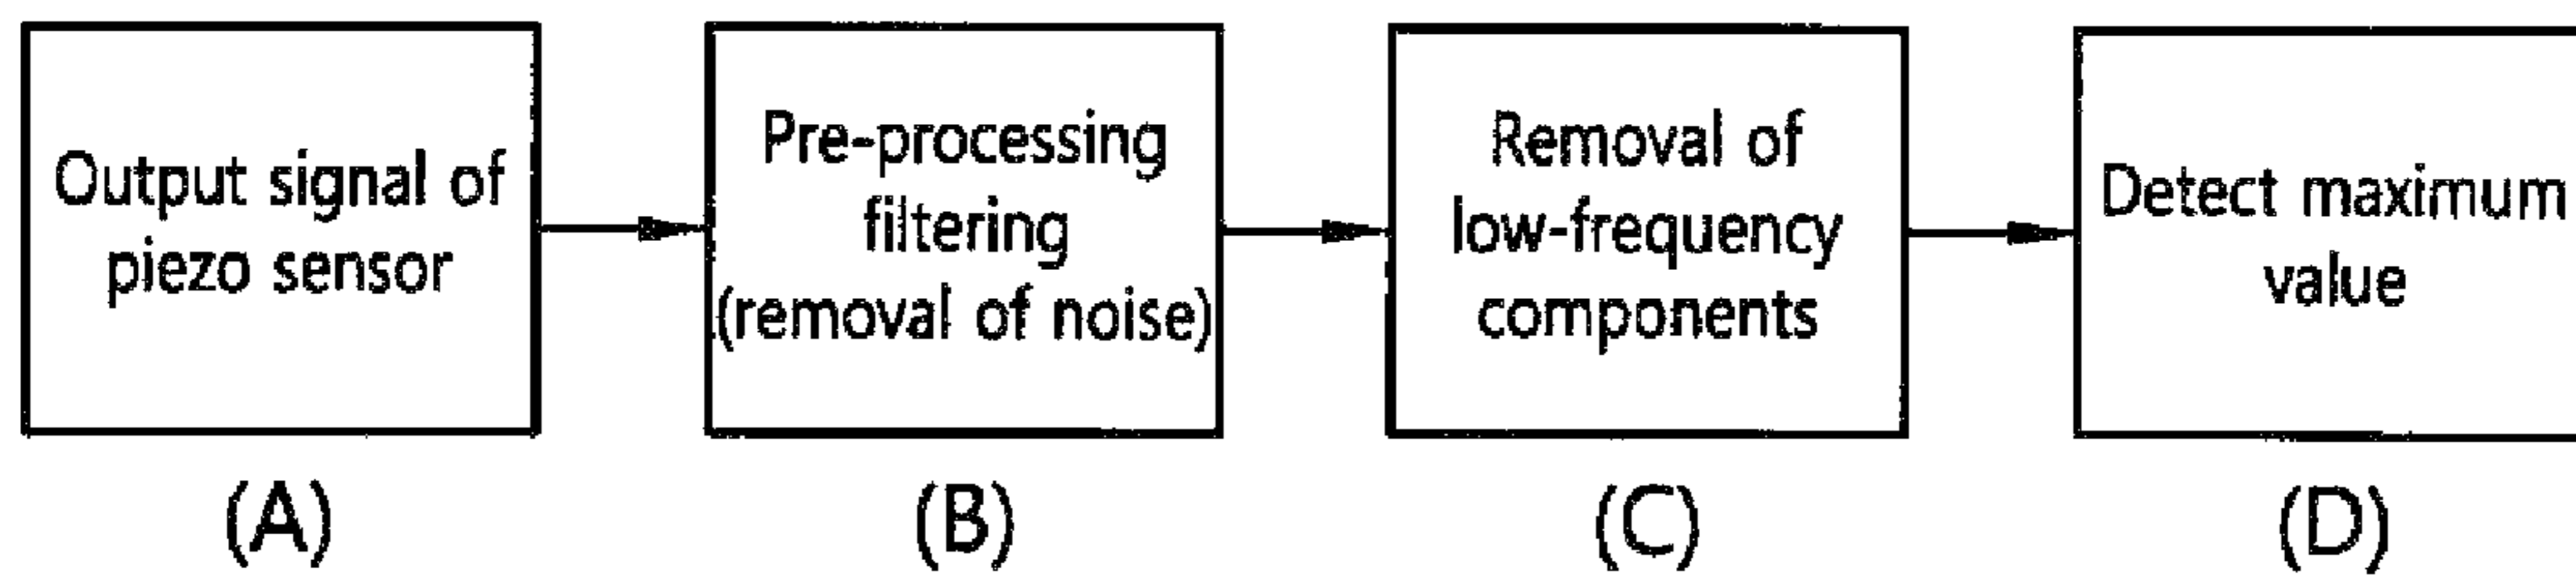 Output signal of
piezo sensor
Pre-processing
filtering
(removal of noise)
Removal of
low-frequency
components
Detect maximum
value
(A)
(B)
(C)
(D)